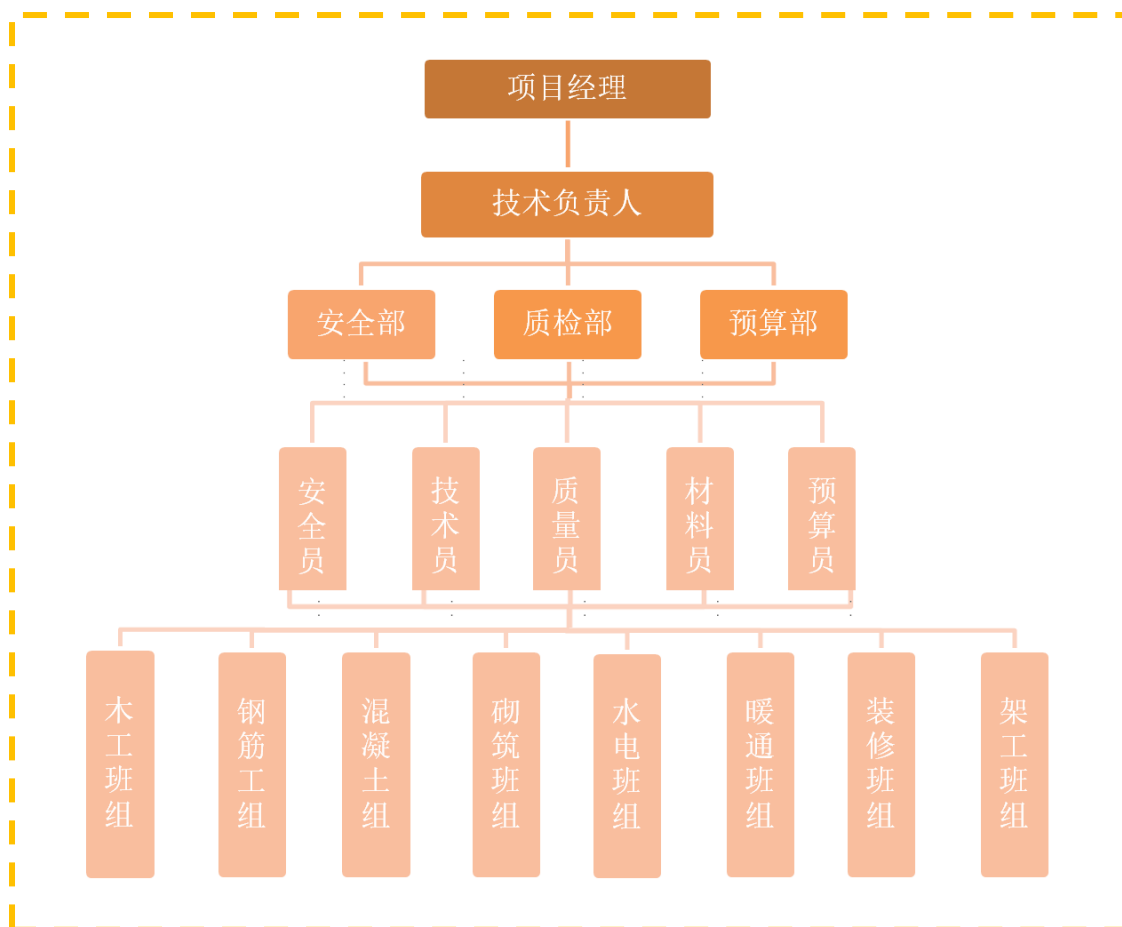 项目经理
技术负责人
安全部
质检部
预算部
安全员
技术员
质量员
材料员
预算员
木工班组
钢筋工组
混凝土组
砌筑班组
水电班组
暖通班组
装修班组
架工班组